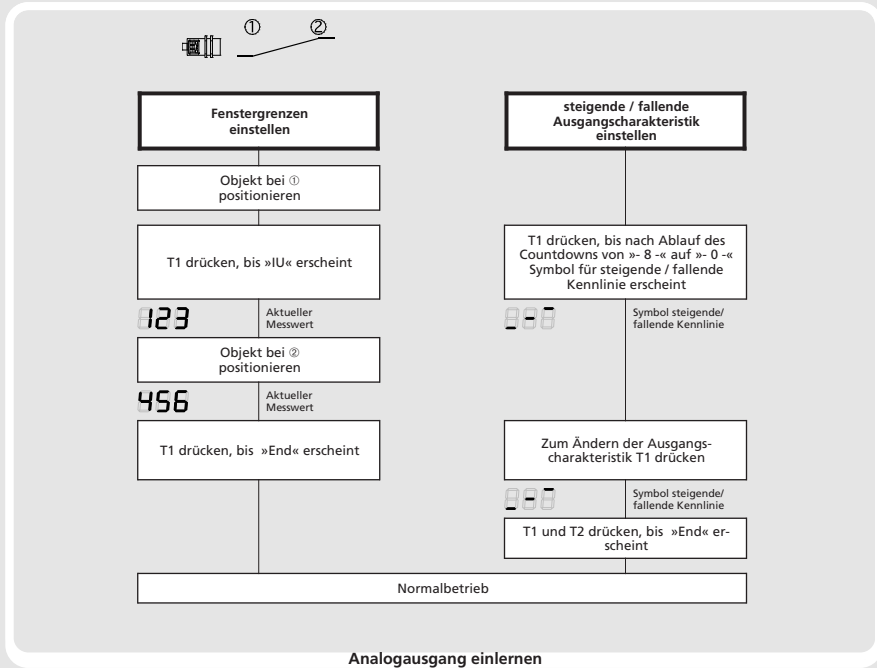 ① ②
Fenstergrenzen
einstellen
Objekt bei ①
positionieren
T1 drücken, bis »IU« erscheint
123
Aktueller
Messwert
Objekt bei ②
positionieren
456
Aktueller
Messwert
T1 drücken, bis »End« erscheint
steigende / fallende
Ausgangscharakteristik
einstellen
T1 drücken, bis nach Ablauf des
Countdowns von »- 8 -« auf »- 0 -«
Symbol für steigende / fallende
Kennlinie erscheint
Symbol steigende/
fallende Kennlinie
Zum Ändern der Ausgangs-
charakteristik T1 drücken
Symbol steigende/
fallende Kennlinie
T1 und T2 drücken, bis »End« er-
scheint
Normalbetrieb
Analogausgang einlernen